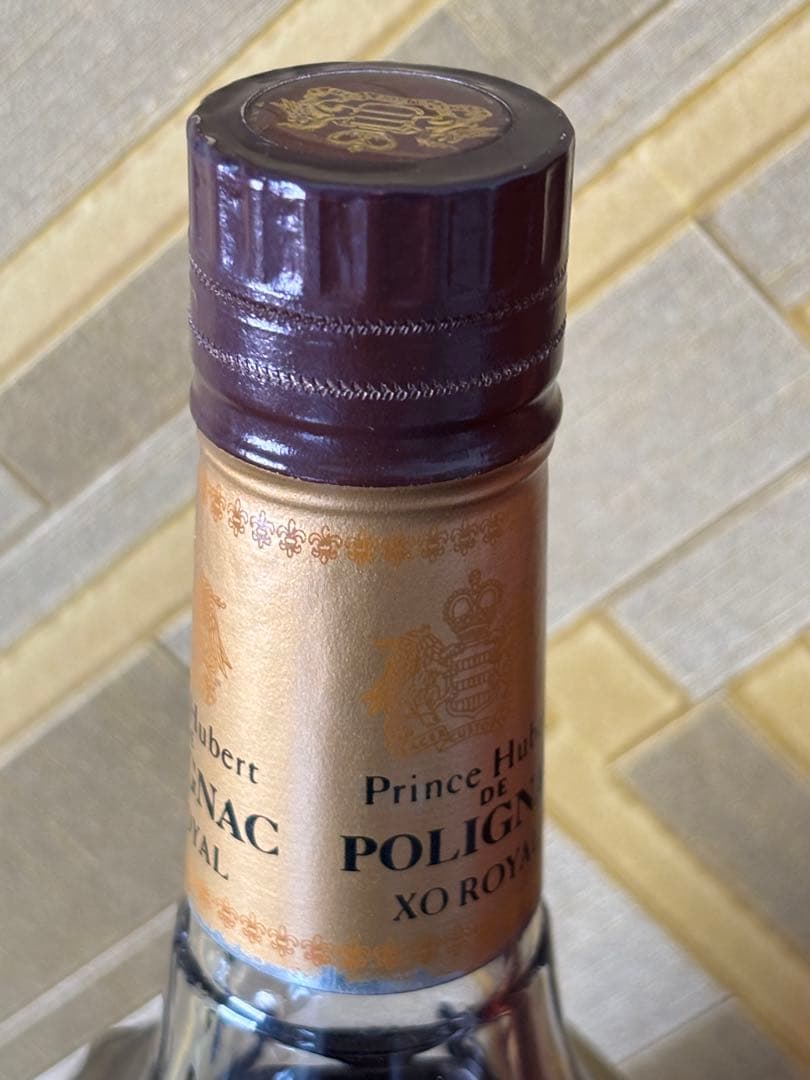 Hubert
GNAC
YAL
Prince Hub
DE
POLIGN
XO ROYA